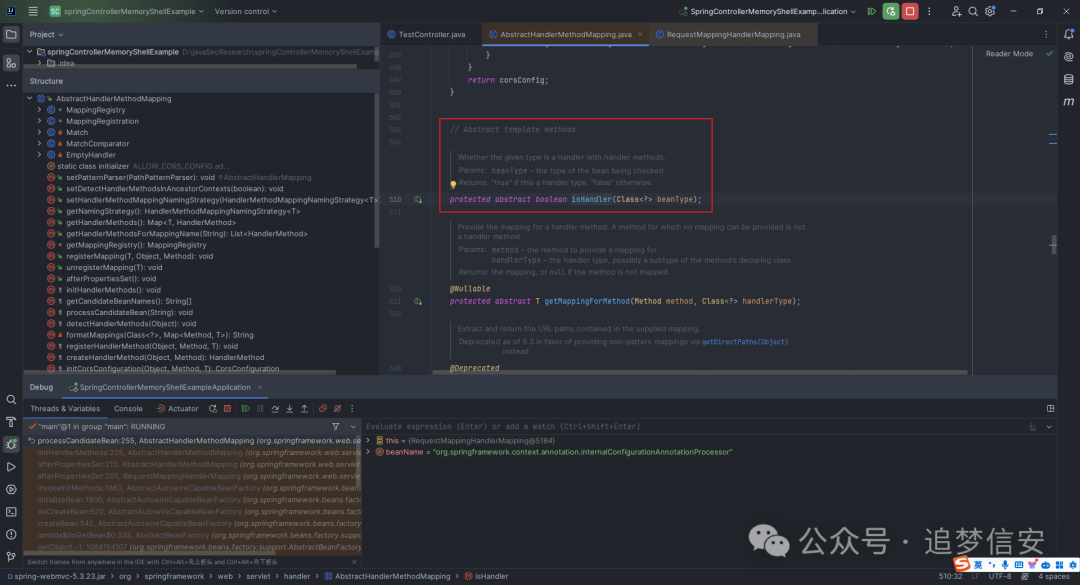 SC springControllerMemoryShellExample Version control SpringControllerMemoryShellExamp...lication
Project
springControllerMemoryShellExample D:\javaSecResearch\springControllerMemoryShellExam
.idea
Structure
AbstractHandlerMethodMapping
MappingRegistry
MappingRegistration
Match
MatchComparator
EmptyHandler
static class initializer ALLOW_CORS_CONFIG.ad...
setPatternParser(PathPatternParser): void ↑AbstractHandlerMapping
setDetectHandlerMethodsInAncestorContexts(boolean): void
setHandlerMethodMappingNamingStrategy(HandlerMethodMappingNamingStrategy<T>
getNamingStrategy(): HandlerMethodMappingNamingStrategy<T>
getHandlerMethods(): Map<T, HandlerMethod>
getHandlerMethodsForMappingName(String): List<HandlerMethod>
getMappingRegistry(): MappingRegistry
registerMapping(T, Object, Method): void
unregisterMapping(T): void
afterPropertiesSet(): void
initHandlerMethods(): void
getCandidateBeanNames(): String[]
processCandidateBean(String): void
detectHandlerMethods(Object): void
formatMappings(Class<?>, Map<Method, T>): String
registerHandlerMethod(Object, Method, T): void
createHandlerMethod(Object, Method): HandlerMethod
initCorsConfiguration(Object, Method, T): CorsConfiguration
TestController.java AbstractHandlerMethodMapping.java RequestMappingHandlerMapping.java
Reader Mode
497 }
498 }
499 return corsConfig;
500 }
501
502
503 // Abstract template methods
504
Whether the given type is a handler with handler methods.
Params: beanType – the type of the bean being checked
Returns: "true" if this a handler type, "false" otherwise.
510 protected abstract boolean isHandler(Class<?> beanType);
511
Provide the mapping for a handler method. A method for which no mapping can be provided is not
a handler method.
Params: method – the method to provide a mapping for
handlerType – the handler type, possibly a subtype of the method's declaring class
Returns: the mapping, or null if the method is not mapped
520 @Nullable
521 protected abstract T getMappingForMethod(Method method, Class<?> handlerType);
522
Extract and return the URL paths contained in the supplied mapping.
Deprecated as of 5.3 in favor of providing non-pattern mappings via getDirectPaths(Object)
instead
528 @Deprecated
Debug SpringControllerMemoryShellExampleApplication
Threads & Variables Console Actuator
"main"@1 in group "main": RUNNING
processCandidateBean:255, AbstractHandlerMethodMapping (org.springframework.web.se
initHandlerMethods:225, AbstractHandlerMethodMapping (org.springframework.web.servlet
afterPropertiesSet:213, AbstractHandlerMethodMapping (org.springframework.web.servlet
afterPropertiesSet:205, RequestMappingHandlerMapping (org.springframework.web.servlet
invokeInitMethods:1863, AbstractAutowireCapableBeanFactory (org.springframework.beans
initializeBean:1800, AbstractAutowireCapableBeanFactory (org.springframework.beans.facto
doCreateBean:620, AbstractAutowireCapableBeanFactory (org.springframework.beans.facto
createBean:542, AbstractAutowireCapableBeanFactory (org.springframework.beans.factory
lambda$doGetBean$0:335, AbstractBeanFactory (org.springframework.beans.factory.suppo
getObject:-1, 1064154107 (org.springframework.beans.factory.support.AbstractBeanFactory
Switch frames from anywhere in the IDE with Ctrl+Alt+向上箭头 and Ctrl+Alt+向下箭头
Evaluate expression (Enter) or add a watch (Ctrl+Shift+Enter)
this = {RequestMappingHandlerMapping@5184}
beanName = "org.springframework.context.annotation.internalConfigurationAnnotationProcessor"
公众号 · 追梦信安
英
spring-webmvc-5.3.23.jar > org > springframework > web > servlet > handler > AbstractHandlerMethodMapping > isHandler 510:32 LF UTF-8 4 spaces